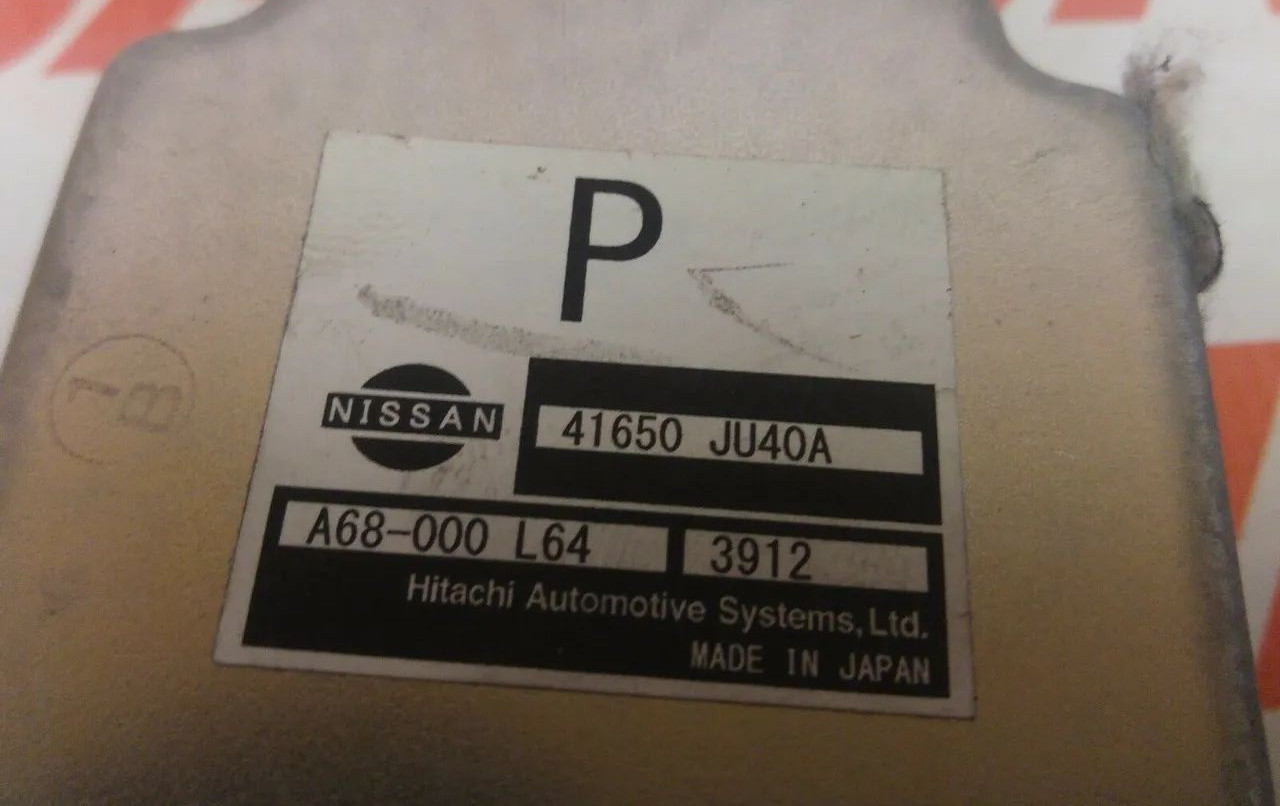 P
NISSAN
41650 JU40A
A68-000 L64
3912
Hitachi Automotive Systems, Ltd.
MADE IN JAPAN